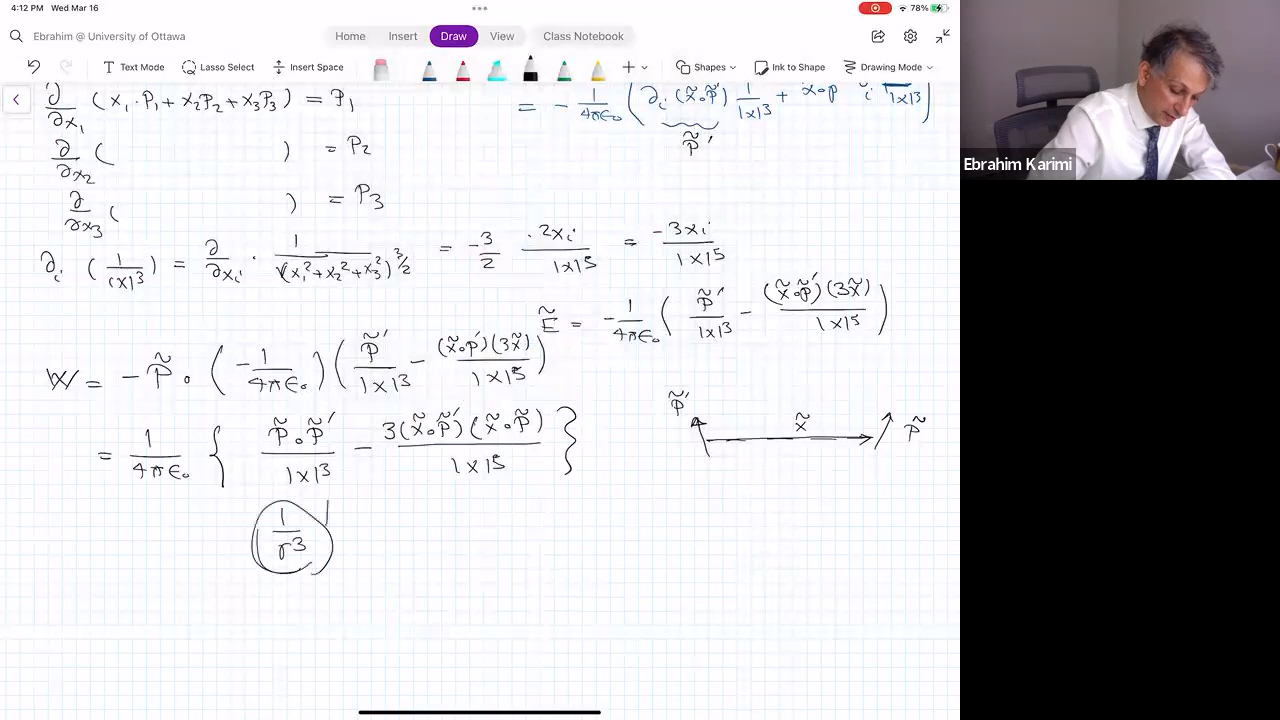 4:12 PM Wed Mar 16
78%
Ebrahim @ University of Ottawa
Home Insert Draw View Class Notebook
Text Mode Lasso Select Insert Space Shapes Ink to Shape Drawing Mode
∂/∂x₁ (x₁·P₁ + x₂P₂ + x₃P₃) = P₁
= -1/4πε₀ (∂ᵢ(x̃∘p̃′) 1/|x|³ +
p̃′
∂/∂x₂ ( ) = P₂
∂/∂x₃ ( ) = P₃
∂ᵢ (1/|x|³) = ∂/∂xᵢ · 1/(x₁²+x₂²+x₃²)^3/2 = -3/2 · 2xᵢ/|x|⁵ = -3xᵢ/|x|⁵
Ẽ = -1/4πε₀ ( p̃′/|x|³ - (x̃∘p̃′)(3x̃)/|x|⁵ )
W = - p̃ ∘ (-1/4πε₀) ( p̃′/|x|³ - (x̃∘p′)(3x̃)/|x|⁵ )
= 1/4πε₀ { p̃∘p̃′/|x|³ - 3(x̃∘p̃′)(x̃∘p̃)/|x|⁵ }
p̃′ x̃ p̃
1/r³
Ebrahim Karimi